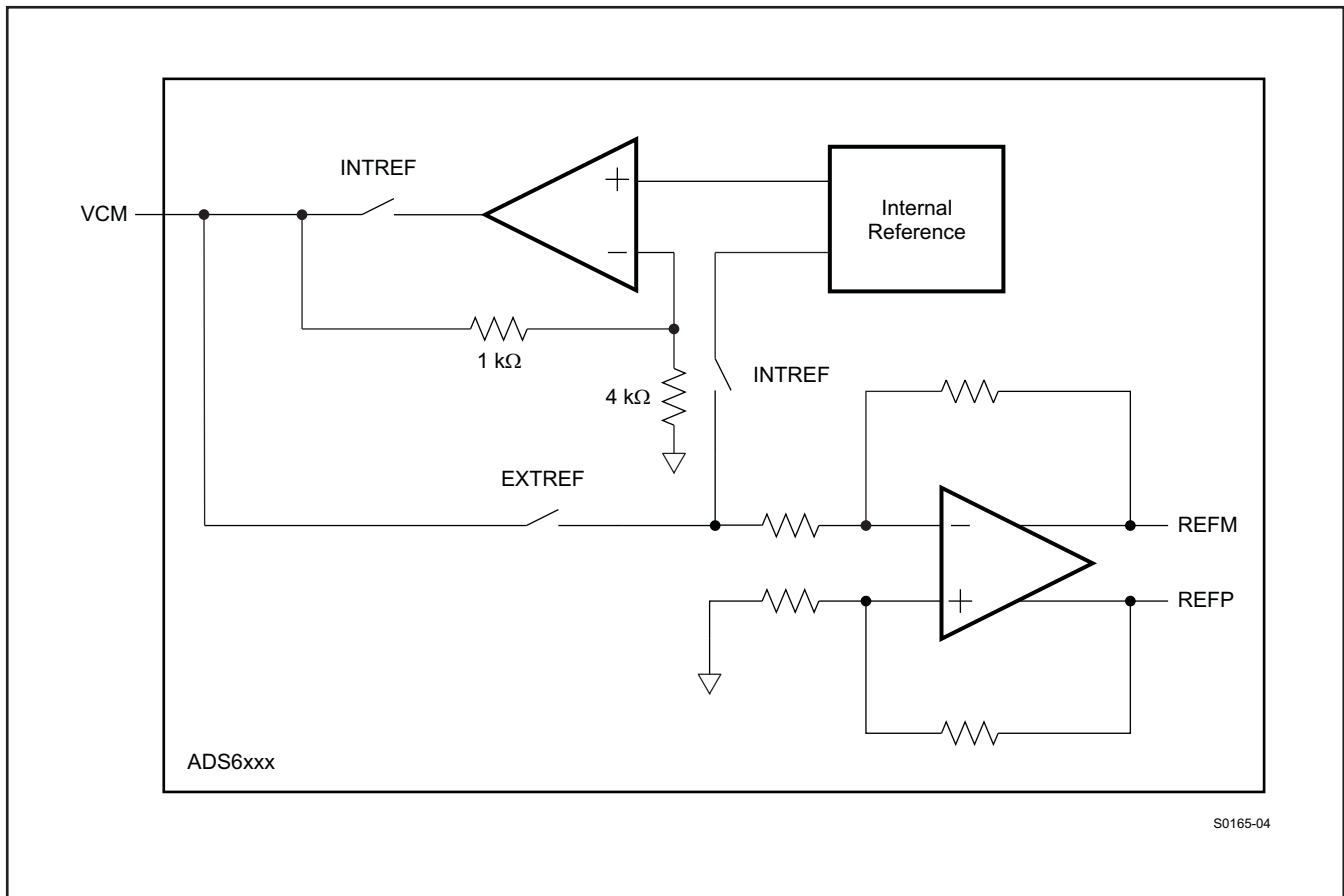 INTREF
VCM
+
−
Internal
Reference
1 kΩ
4 kΩ
INTREF
EXTREF
−
REFM
+
REFP
ADS6xxx
S0165-04